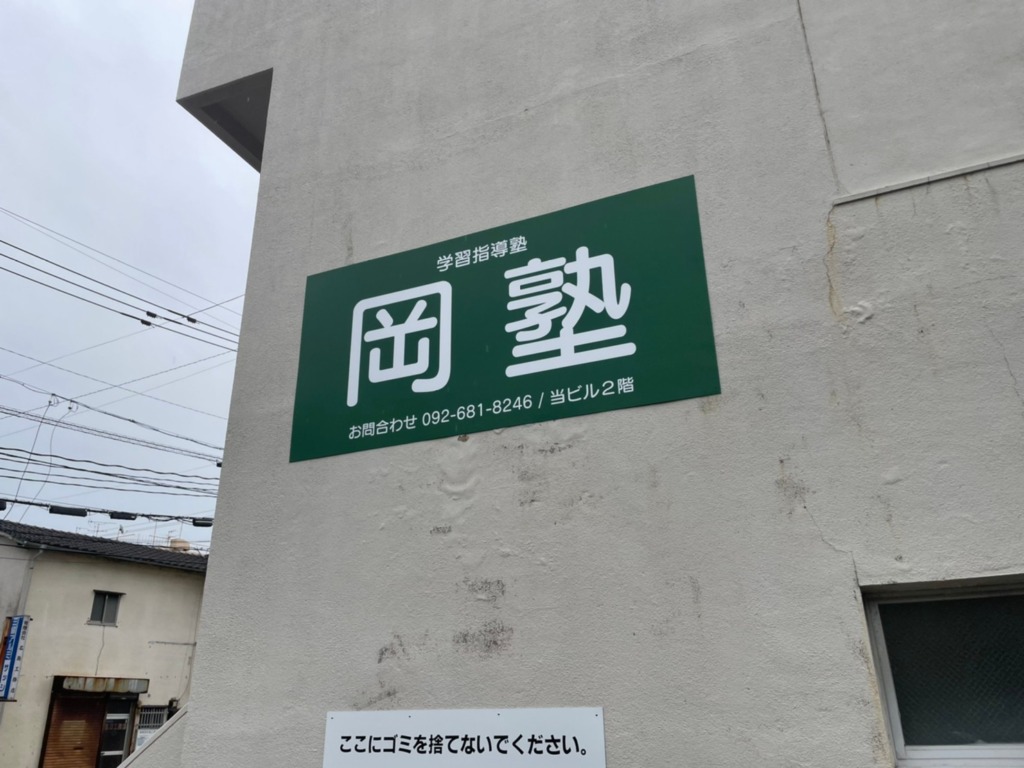 学習指導塾
岡 塾
お問合わせ 092-681-8246 / 当ビル2階
ここにゴミを捨てないでください。